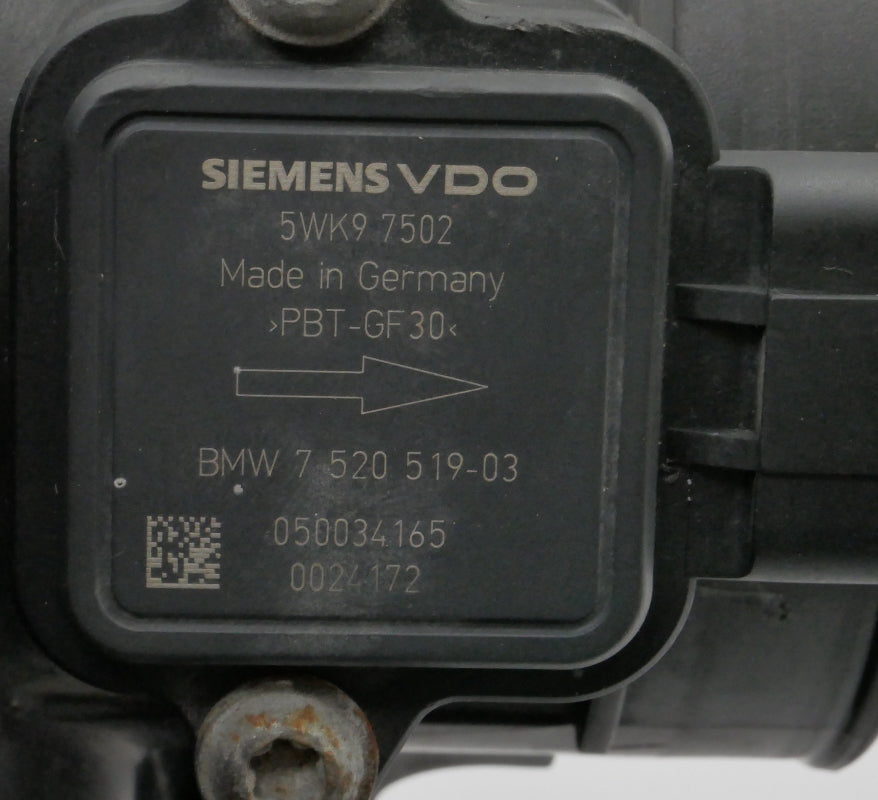 SIEMENS VDO
5WK9 7502
Made in Germany
>PBT-GF30<
BMW 7 520 519-03
050034165
0024172